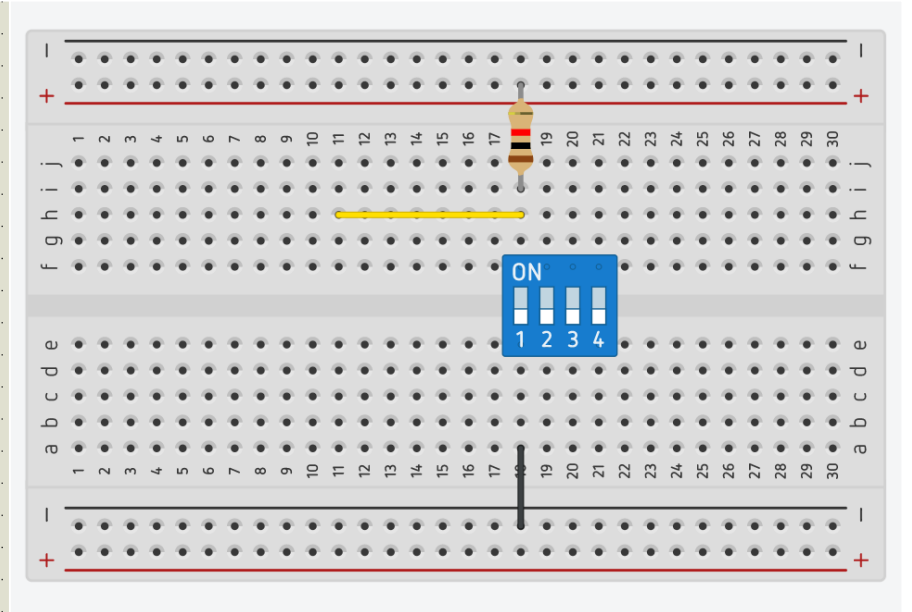 — —
+ +
1 2 3 4 5 6 7 8 9 10 11 12 13 14 15 16 17 19 20 21 22 23 24 25 26 27 28 29 30
j j
i i
h h
g g
f f
ON
1 2 3 4
e e
d d
c c
b b
a a
1 2 3 4 5 6 7 8 9 10 11 12 13 14 15 16 17 18 19 20 21 22 23 24 25 26 27 28 29 30
— —
+ +